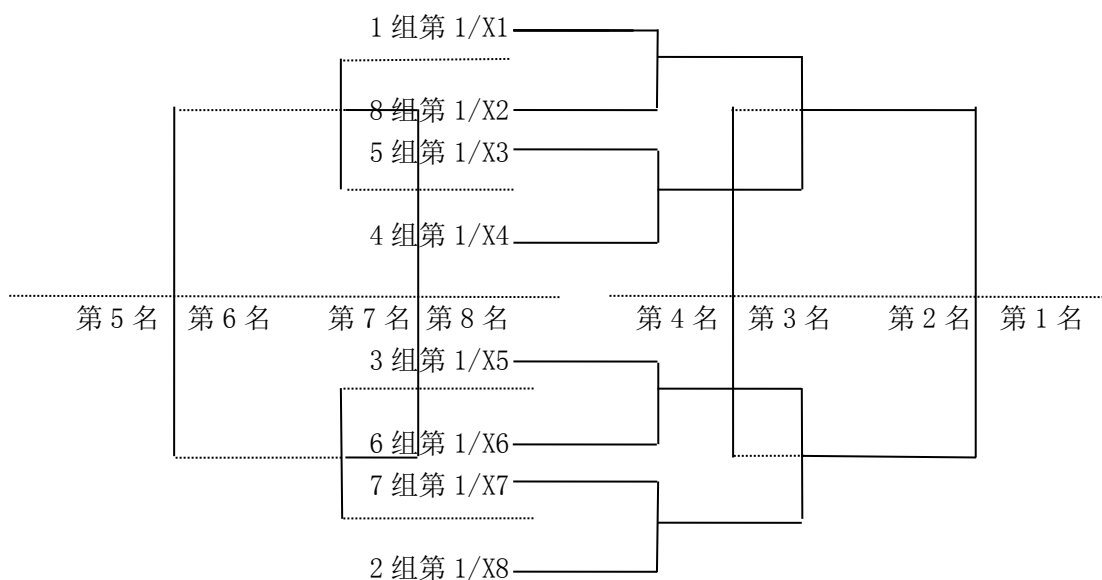 1 组第 1/X1
8 组第 1/X2
5 组第 1/X3
4 组第 1/X4
第 5 名 第 6 名 第 7 名 第 8 名 第 4 名 第 3 名 第 2 名 第 1 名
3 组第 1/X5
6 组第 1/X6
7 组第 1/X7
2 组第 1/X8